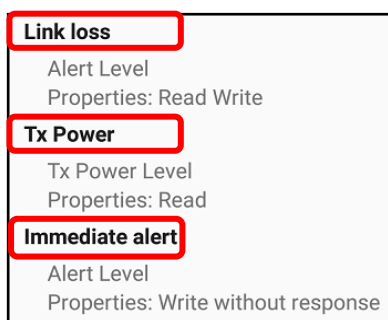 Link loss
Alert Level
Properties: Read Write
Tx Power
Tx Power Level
Properties: Read
Immediate alert
Alert Level
Properties: Write without response